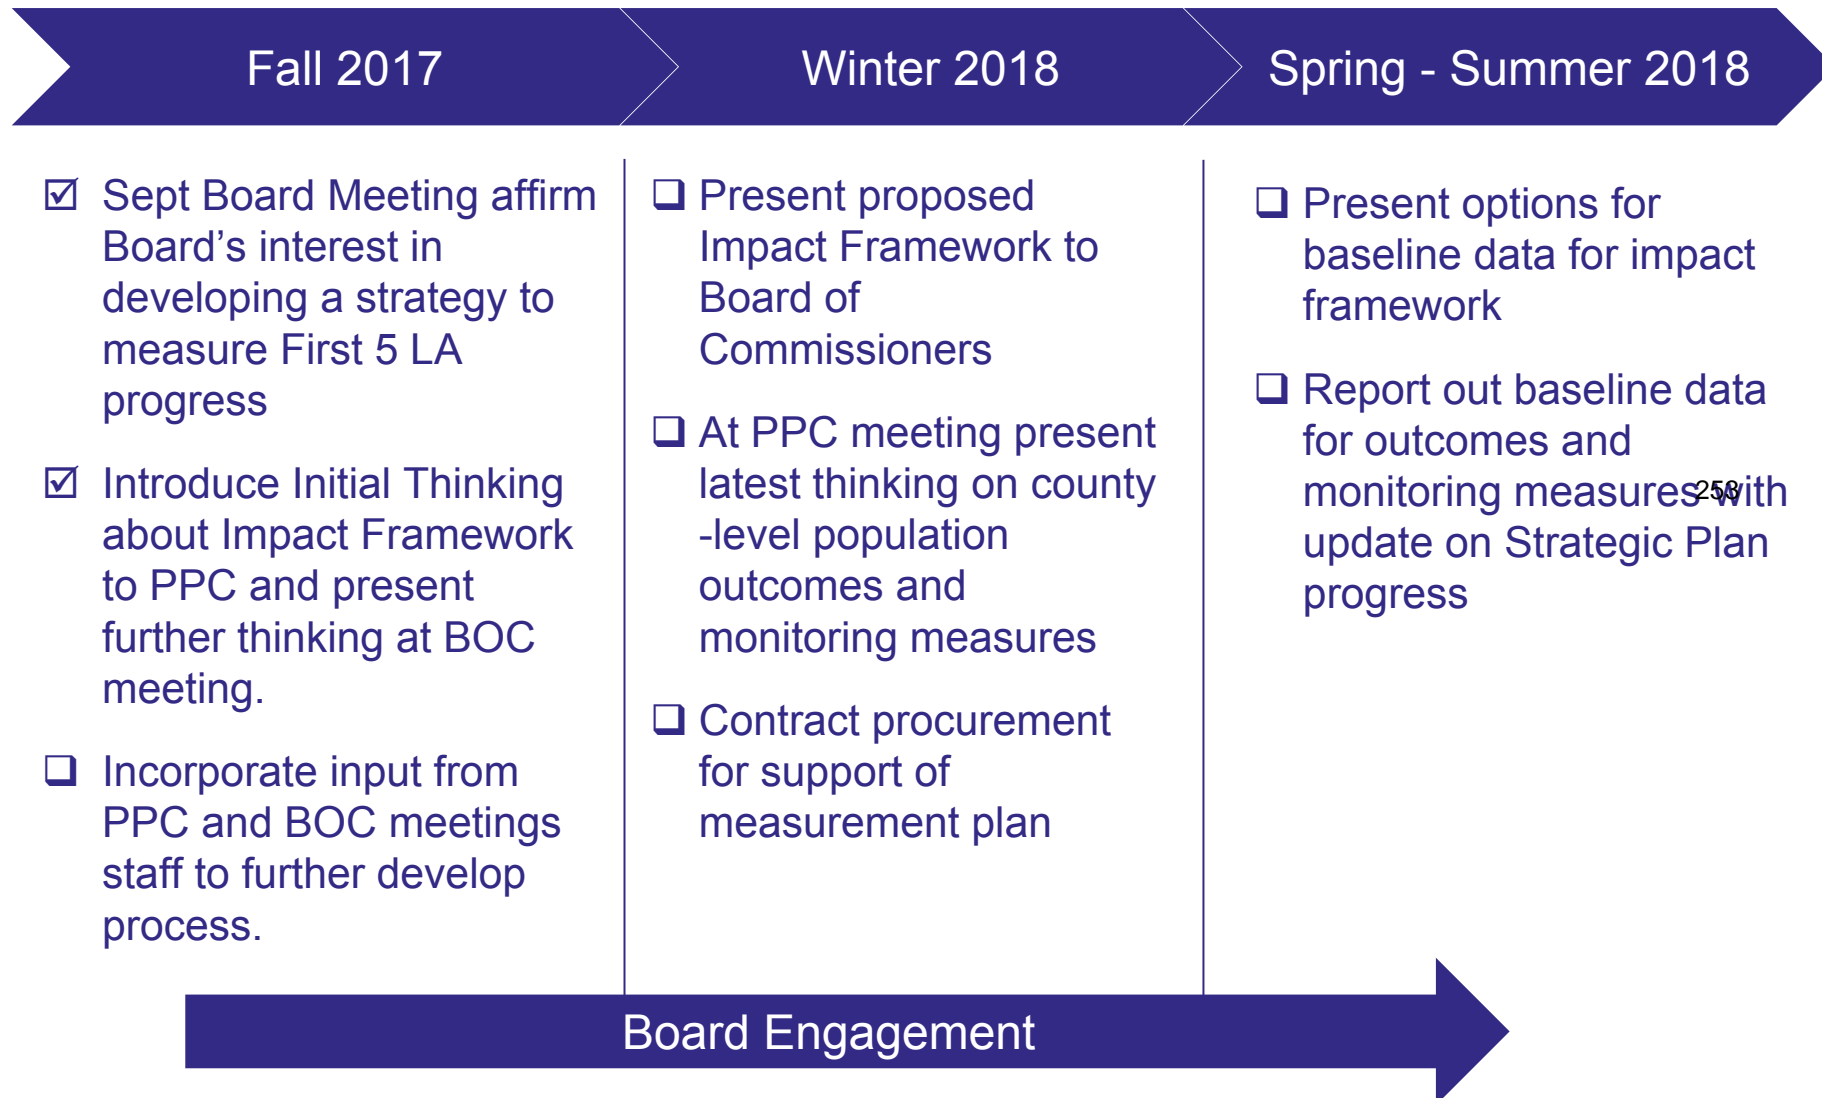 Fall 2017
Winter 2018
Spring - Summer 2018
Sept Board Meeting affirm
Board’s interest in
developing a strategy to
measure First 5 LA
progress
Introduce Initial Thinking
about Impact Framework
to PPC and present
further thinking at BOC
meeting.
Incorporate input from
PPC and BOC meetings
staff to further develop
process.
Present proposed
Impact Framework to
Board of
Commissioners
At PPC meeting present
latest thinking on county
-level population
outcomes and
monitoring measures
Contract procurement
for support of
measurement plan
Present options for
baseline data for impact
framework
Report out baseline data
for outcomes and
monitoring measures with
update on Strategic Plan
progress
253
Board Engagement